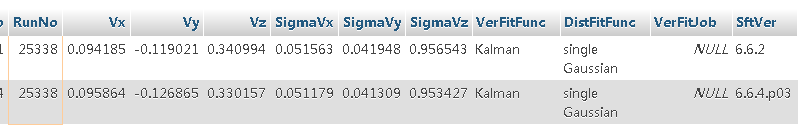 RunNo Vx Vy Vz SigmaVx SigmaVy SigmaVz VerFitFunc DistFitFunc VerFitJob SftVer
25338 0.094185 -0.119021 0.340994 0.051563 0.041948 0.956543 Kalman single NULL 6.6.2
Gaussian
25338 0.095864 -0.126865 0.330157 0.051179 0.041309 0.953427 Kalman single NULL 6.6.4.p03
Gaussian